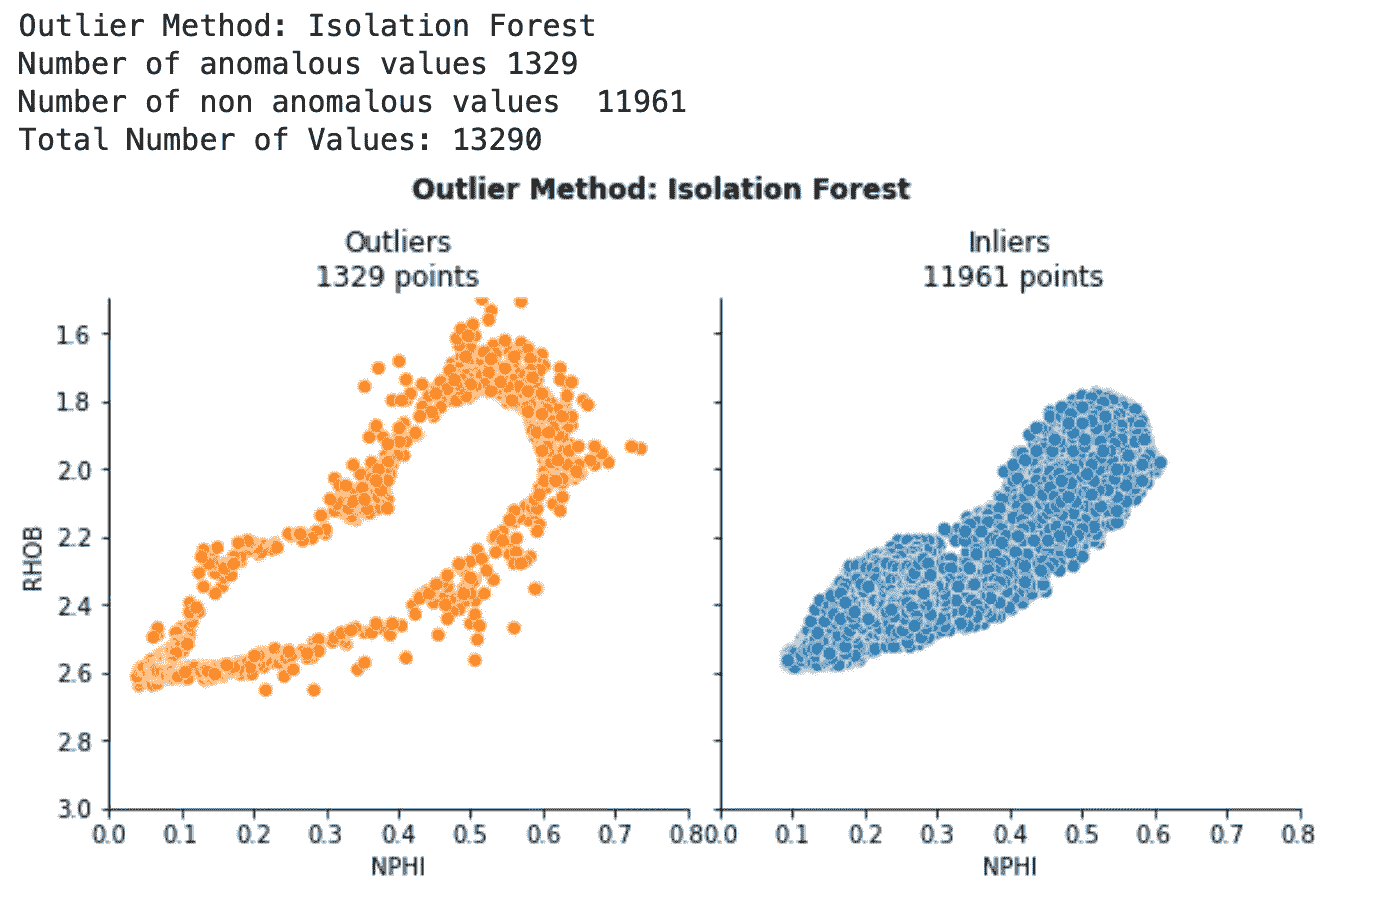 Outlier Method: Isolation Forest
Number of anomalous values 1329
Number of non anomalous values  11961
Total Number of Values: 13290
Outlier Method: Isolation Forest
Outliers
1329 points
Inliers
11961 points
1.6
1.8
2.0
2.2
2.4
2.6
2.8
3.0
RHOB
0.0 0.1 0.2 0.3 0.4 0.5 0.6 0.7 0.8
NPHI
0.0 0.1 0.2 0.3 0.4 0.5 0.6 0.7 0.8
NPHI